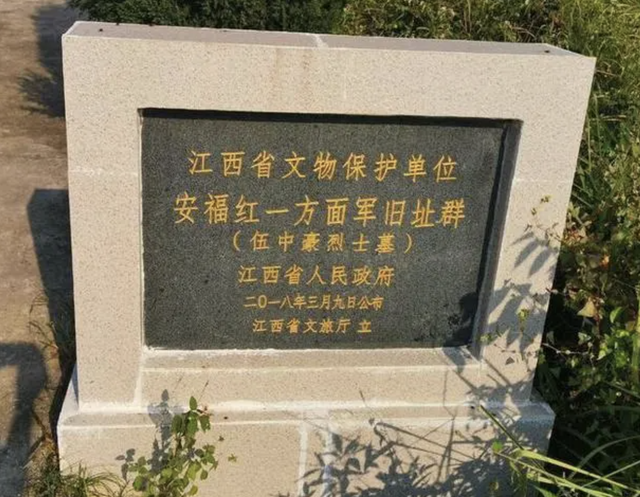 江西省文物保护单位
安福红一方面军旧址群
（伍中豪烈士墓）
江西省人民政府
二〇一八年三月九日公布
江西省文旅厅 立